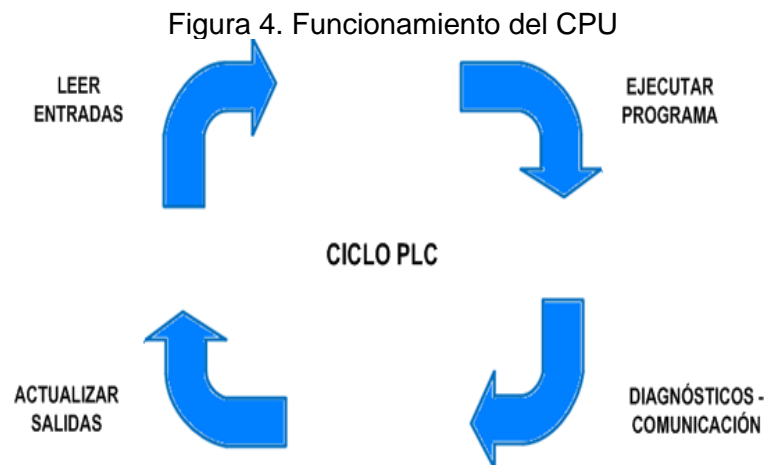 Figura 4. Funcionamiento del CPU
LEER
ENTRADAS
EJECUTAR
PROGRAMA
CICLO PLC
ACTUALIZAR
SALIDAS
DIAGNÓSTICOS -
COMUNICACIÓN